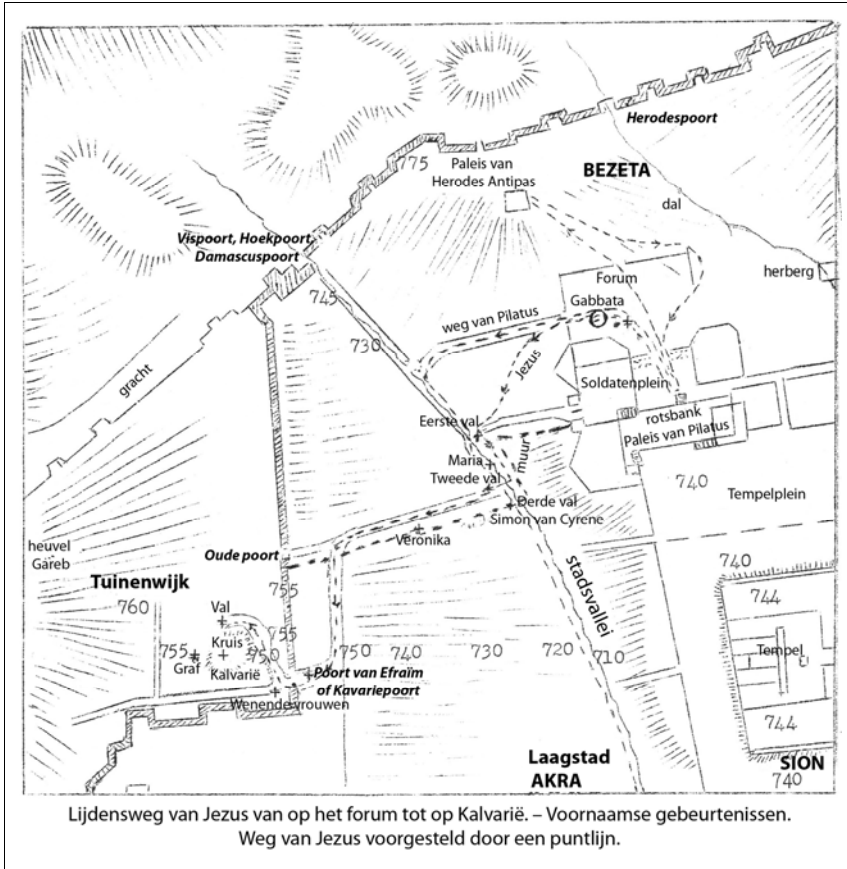 Herodespoort
775
Paleis van
Herodes Antipas
BEZETA
dal
Vispoort, Hoekpoort,
Damascuspoort
herberg
Forum
Gabbata
745
weg van Pilatus
730
gracht
Jezus
Soldatenplein
Eerste val
rotsbank
Paleis van Pilatus
muur
Maria
Tweede val
740
Tempelplein
Derde val
Simon van Cyrene
Veronika
heuvel
Gareb
Oude poort
stadsvallei
740
Tuinenwijk
755
744
760
Val
755
Kruis
755
Graf
750
Kalvarië
750
740
730
720
710
Tempel
Poort van Efraïm
of Kavariepoort
Wenende vrouwen
744
Laagstad
AKRA
SION
740
Lijdensweg van Jezus van op het forum tot op Kalvarië. – Voornaamse gebeurtenissen.
Weg van Jezus voorgesteld door een puntlijn.